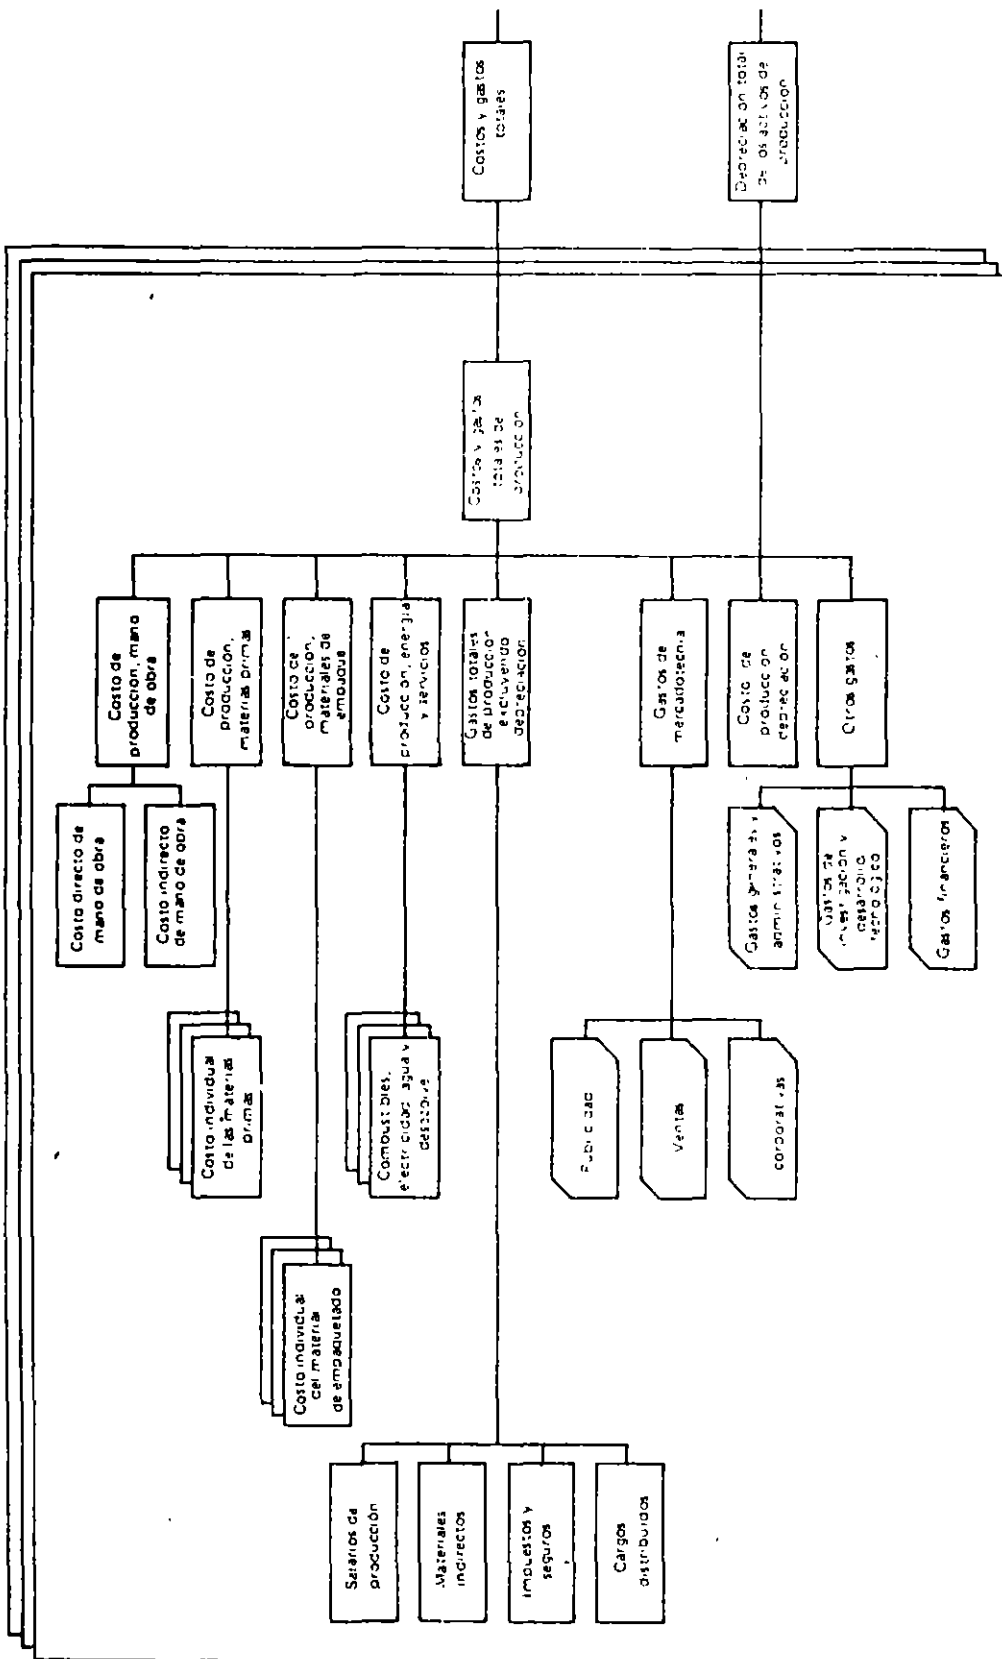 Costos y gastos
totales
Depreciación total
de los activos de
producción
Costos y gastos
totales de
producción
Costo de
producción, mano
de obra
Costo de
producción,
materias primas
Costo de
producción,
materiales de
empaque
Costo de
producción, energía
y servicios
Gastos totales
de producción
excluyendo
depreciación
Gastos de
mercadotecnia
Costo de
producción
depreciación
Otros gastos
Costo directo de
mano de obra
Costo indirecto
de mano de obra
Gastos generales y
administrativos
Gastos de
investigación y
desarrollo
tecnológico
Gastos financieros
Costo individual
de las materias
primas
Combustibles,
electricidad, agua y
Publicidad
Ventas
corporativas
Costo individual
del material
de empaquetado
Salarios de
producción
Materiales
indirectos
Impuestos y
seguros
Cargos
distribuidos